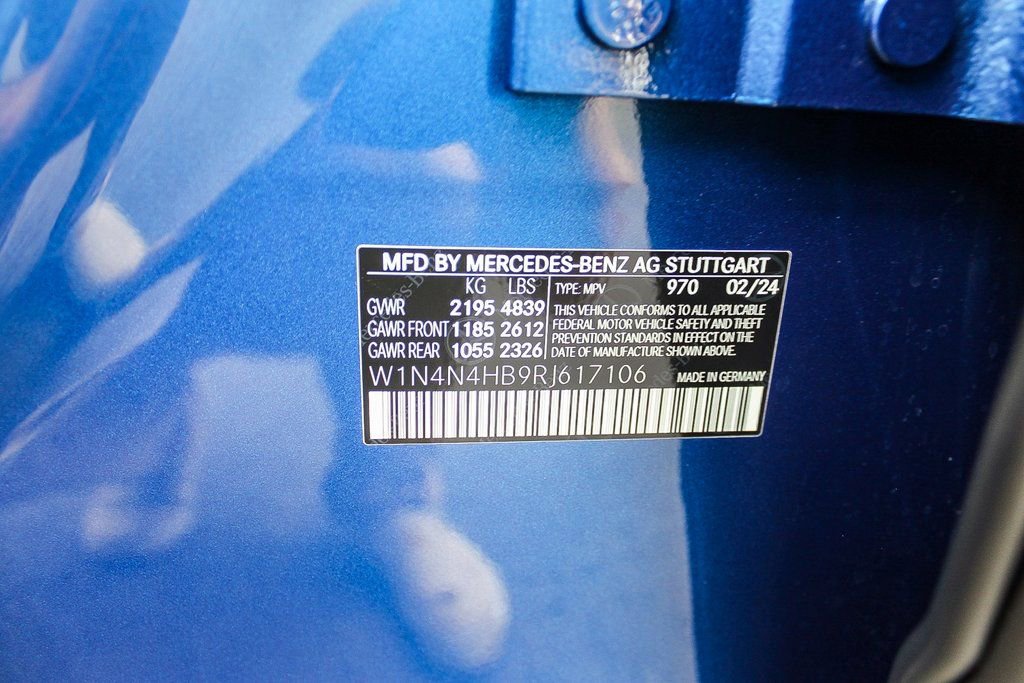 MFD BY MERCEDES-BENZ AG STUTTGART
KG LBS
GVWR 2195 4839
GAWR FRONT 1185 2612
GAWR REAR 1055 2326
TYPE: MPV 970 02/24
THIS VEHICLE CONFORMS TO ALL APPLICABLE
FEDERAL MOTOR VEHICLE SAFETY AND THEFT
PREVENTION STANDARDS IN EFFECT ON THE
DATE OF MANUFACTURE SHOWN ABOVE.
W1N4N4HB9RJ617106 MADE IN GERMANY